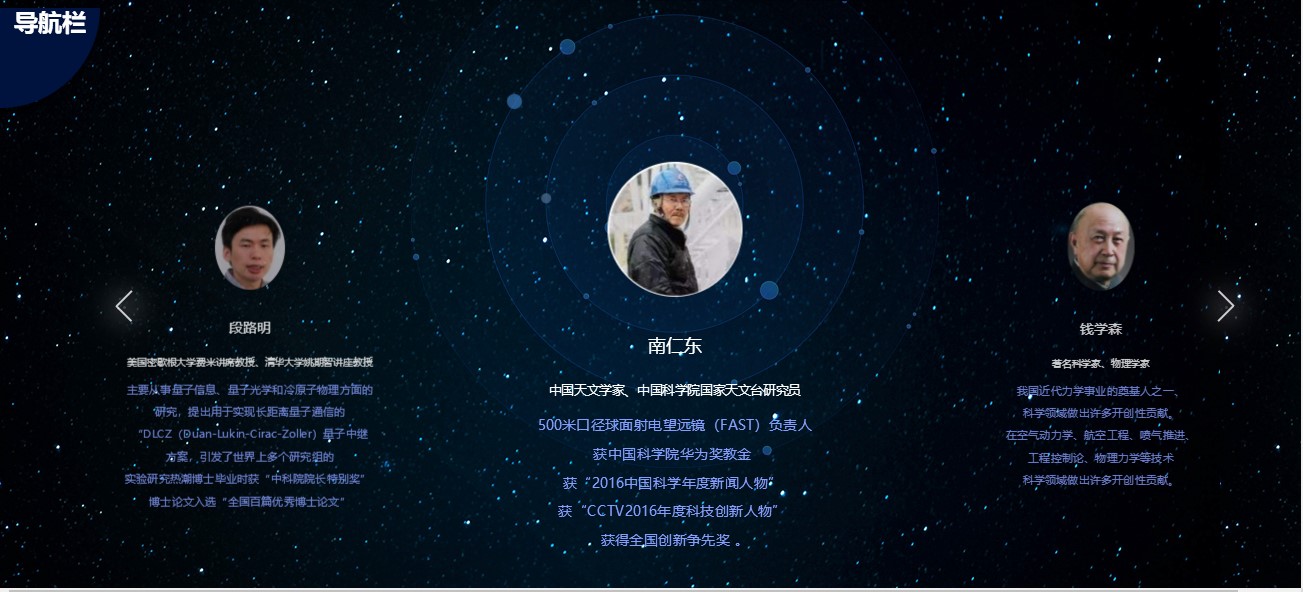 导航栏
段路明
美国密歇根大学费米讲席教授、清华大学姚期智讲座教授
主要从事量子信息、量子光学和冷原子物理方面的
研究，提出用于实现长距离量子通信的
“DLCZ（Duan-Lukin-Cirac-Zoller）量子中继
方案，引发了世界上多个研究组的
实验研究热潮博士毕业时获“中科院院长特别奖”
博士论文入选“全国百篇优秀博士论文”
南仁东
中国天文学家、中国科学院国家天文台研究员
500米口径球面射电望远镜（FAST）负责人
获中国科学院华为奖教金
获“2016中国科学年度新闻人物”
获“CCTV2016年度科技创新人物”
获得全国创新争先奖 。
钱学森
著名科学家、物理学家
我国近代力学事业的奠基人之一、
科学领域做出许多开创性贡献。
在空气动力学、航空工程、喷气推进、
工程控制论、物理力学等技术
科学领域做出许多开创性贡献。